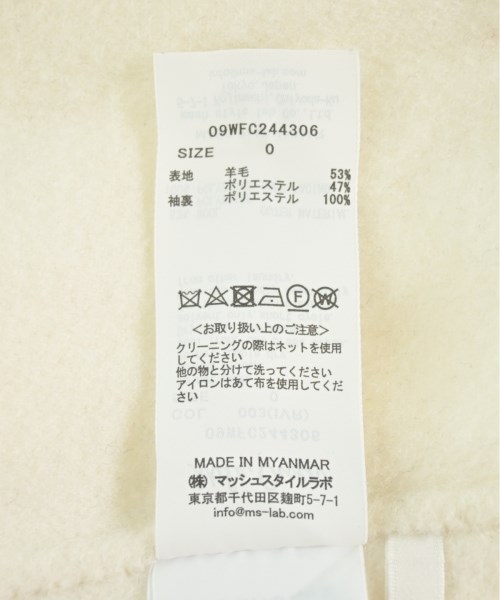 09WFC244306
SIZE 0
表地 羊毛 53%
ポリエステル 47%
袖裏 ポリエステル 100%
F W
<お取り扱い上のご注意>
クリーニングの際はネットを使用
してください
他の物と分けて洗ってください
アイロンはあて布を使用してくだ
さい
MADE IN MYANMAR
㈱ マッシュスタイルラボ
東京都千代田区麹町5-7-1
info@ms-lab.com